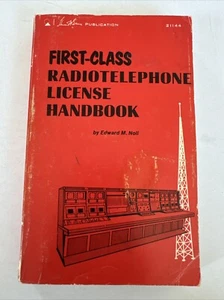 PUBLICATION
FIRST-CLASS
RADIOTELEPHONE
LICENSE
HANDBOOK
by Edward M. Noll